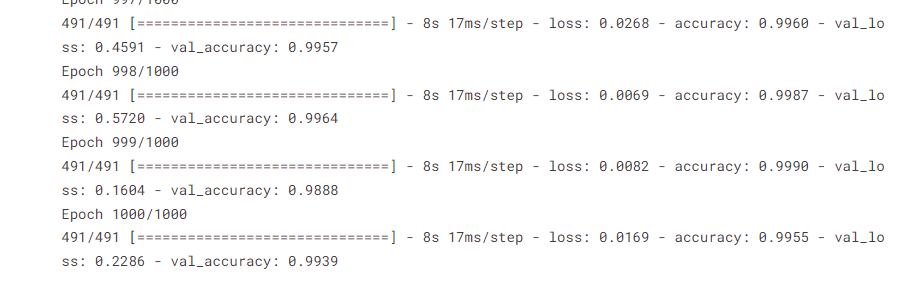 Epoch 997/1000
491/491 [==============================] - 8s 17ms/step - loss: 0.0268 - accuracy: 0.9960 - val_lo
ss: 0.4591 - val_accuracy: 0.9957
Epoch 998/1000
491/491 [==============================] - 8s 17ms/step - loss: 0.0069 - accuracy: 0.9987 - val_lo
ss: 0.5720 - val_accuracy: 0.9964
Epoch 999/1000
491/491 [==============================] - 8s 17ms/step - loss: 0.0082 - accuracy: 0.9990 - val_lo
ss: 0.1604 - val_accuracy: 0.9888
Epoch 1000/1000
491/491 [==============================] - 8s 17ms/step - loss: 0.0169 - accuracy: 0.9955 - val_lo
ss: 0.2286 - val_accuracy: 0.9939